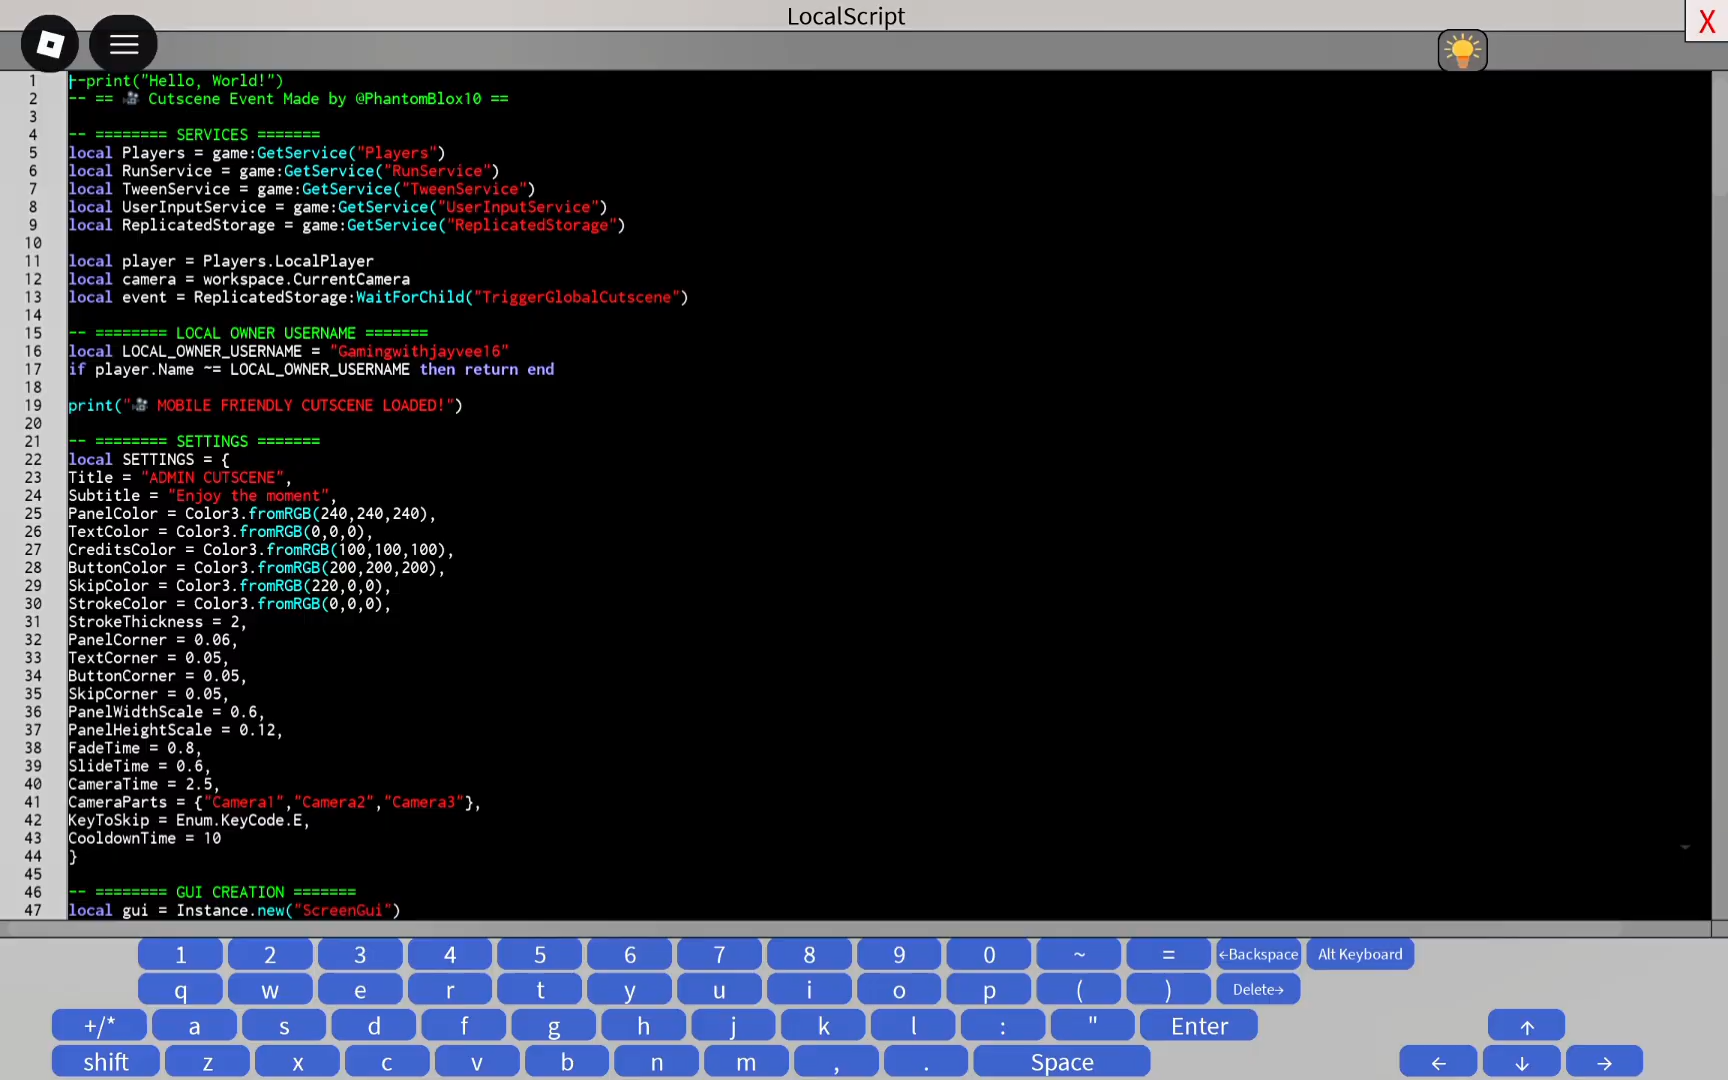 LocalScript
X
1 --print("Hello, World!")
2 -- == 🎥 Cutscene Event Made by @PhantomBlox10 ==
3
4 -- ======== SERVICES =======
5 local Players = game:GetService("Players")
6 local RunService = game:GetService("RunService")
7 local TweenService = game:GetService("TweenService")
8 local UserInputService = game:GetService("UserInputService")
9 local ReplicatedStorage = game:GetService("ReplicatedStorage")
10
11 local player = Players.LocalPlayer
12 local camera = workspace.CurrentCamera
13 local event = ReplicatedStorage:WaitForChild("TriggerGlobalCutscene")
14
15 -- ======== LOCAL OWNER USERNAME =======
16 local LOCAL_OWNER_USERNAME = "Gamingwithjayvee16"
17 if player.Name ~= LOCAL_OWNER_USERNAME then return end
18
19 print("🎥 MOBILE FRIENDLY CUTSCENE LOADED!")
20
21 -- ======== SETTINGS =======
22 local SETTINGS = {
23 Title = "ADMIN CUTSCENE",
24 Subtitle = "Enjoy the moment",
25 PanelColor = Color3.fromRGB(240,240,240),
26 TextColor = Color3.fromRGB(0,0,0),
27 CreditsColor = Color3.fromRGB(100,100,100),
28 ButtonColor = Color3.fromRGB(200,200,200),
29 SkipColor = Color3.fromRGB(220,0,0),
30 StrokeColor = Color3.fromRGB(0,0,0),
31 StrokeThickness = 2,
32 PanelCorner = 0.06,
33 TextCorner = 0.05,
34 ButtonCorner = 0.05,
35 SkipCorner = 0.05,
36 PanelWidthScale = 0.6,
37 PanelHeightScale = 0.12,
38 FadeTime = 0.8,
39 SlideTime = 0.6,
40 CameraTime = 2.5,
41 CameraParts = {"Camera1","Camera2","Camera3"},
42 KeyToSkip = Enum.KeyCode.E,
43 CooldownTime = 10
44 }
45
46 -- ======== GUI CREATION =======
47 local gui = Instance.new("ScreenGui")
1 2 3 4 5 6 7 8 9 0 ~ = ←Backspace Alt Keyboard
q w e r t y u i o p ( ) Delete→
+/* a s d f g h j k l : " Enter ↑
shift z x c v b n m , . Space ← ↓ →